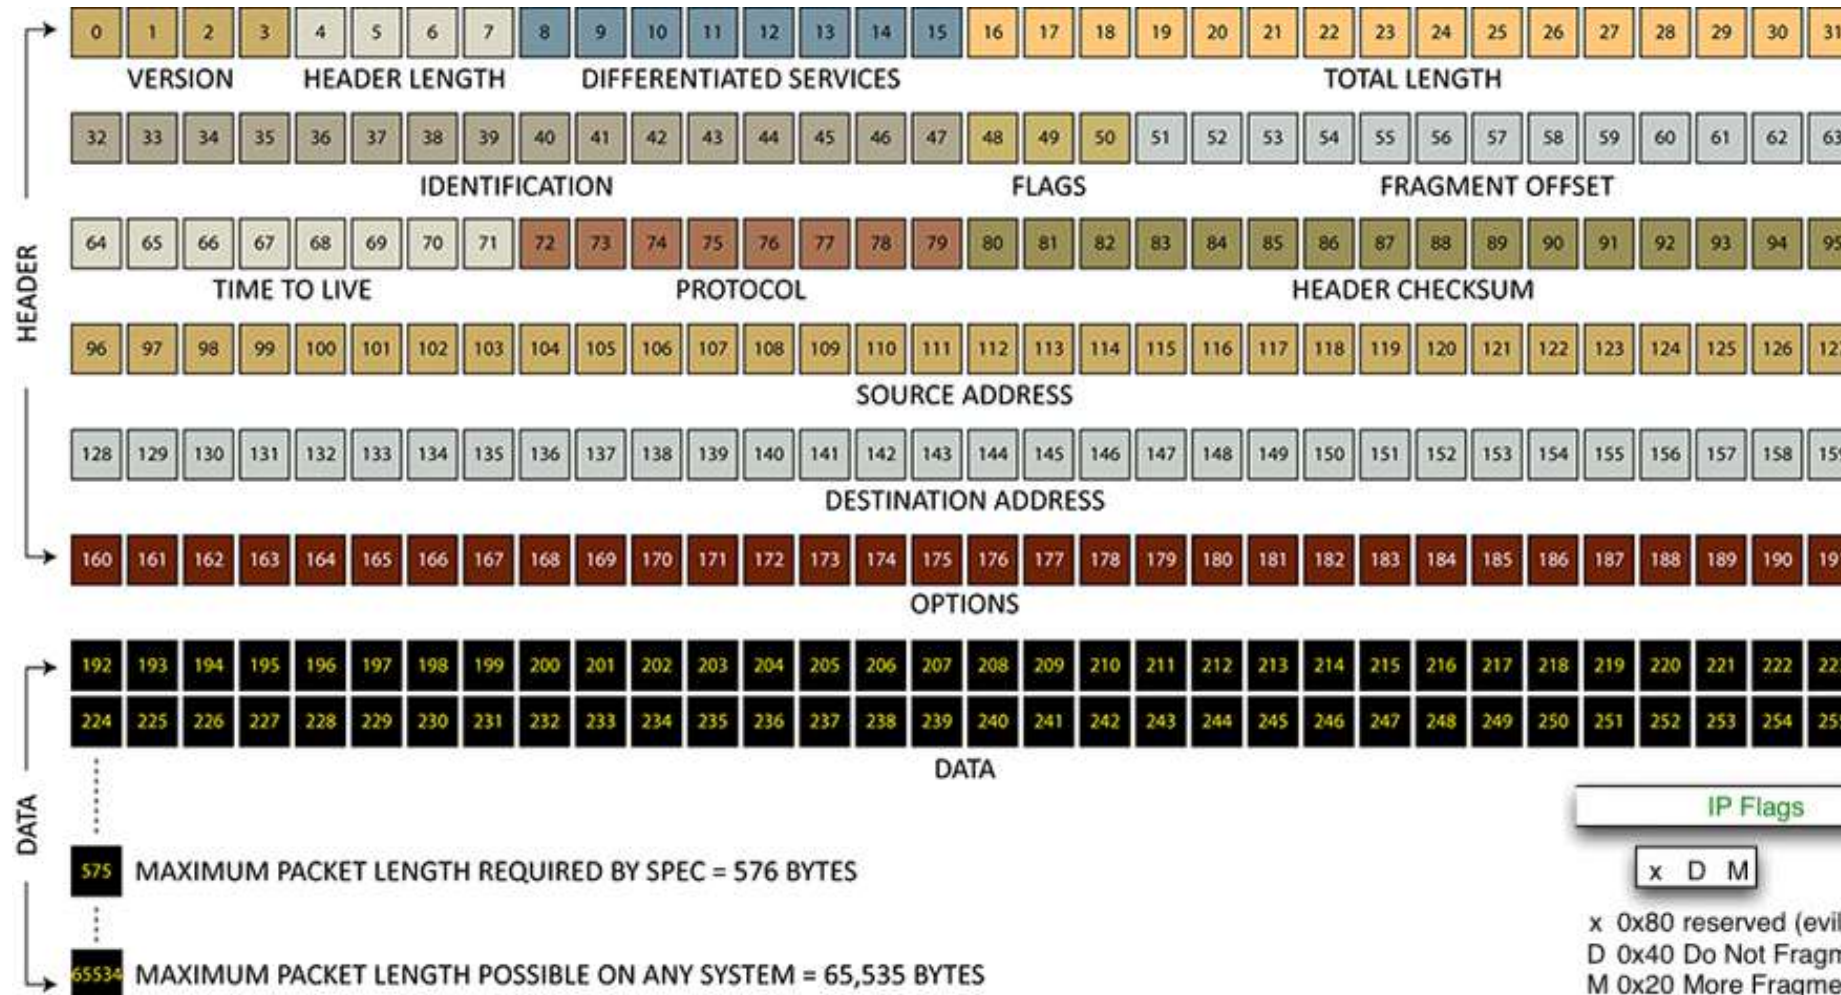 0 1 2 3 4 5 6 7 8 9 10 11 12 13 14 15 16 17 18 19 20 21 22 23 24 25 26 27 28 29 30 31
VERSION HEADER LENGTH DIFFERENTIATED SERVICES TOTAL LENGTH
32 33 34 35 36 37 38 39 40 41 42 43 44 45 46 47 48 49 50 51 52 53 54 55 56 57 58 59 60 61 62 63
IDENTIFICATION FLAGS FRAGMENT OFFSET
64 65 66 67 68 69 70 71 72 73 74 75 76 77 78 79 80 81 82 83 84 85 86 87 88 89 90 91 92 93 94 95
TIME TO LIVE PROTOCOL HEADER CHECKSUM
HEADER
96 97 98 99 100 101 102 103 104 105 106 107 108 109 110 111 112 113 114 115 116 117 118 119 120 121 122 123 124 125 126
SOURCE ADDRESS
128 129 130 131 132 133 134 135 136 137 138 139 140 141 142 143 144 145 146 147 148 149 150 151 152 153 154 155 156 157 158
DESTINATION ADDRESS
160 161 162 163 164 165 166 167 168 169 170 171 172 173 174 175 176 177 178 179 180 181 182 183 184 185 186 187 188 189 190
OPTIONS
192 193 194 195 196 197 198 199 200 201 202 203 204 205 206 207 208 209 210 211 212 213 214 215 216 217 218 219 220 221 222
224 225 226 227 228 229 230 231 232 233 234 235 236 237 238 239 240 241 242 243 244 245 246 247 248 249 250 251 252 253 254
DATA
DATA
IP Flags
575 MAXIMUM PACKET LENGTH REQUIRED BY SPEC = 576 BYTES
x D M
x 0x80 reserved (evil
D 0x40 Do Not Fragm
65534 MAXIMUM PACKET LENGTH POSSIBLE ON ANY SYSTEM = 65,535 BYTES
M 0x20 More Fragme